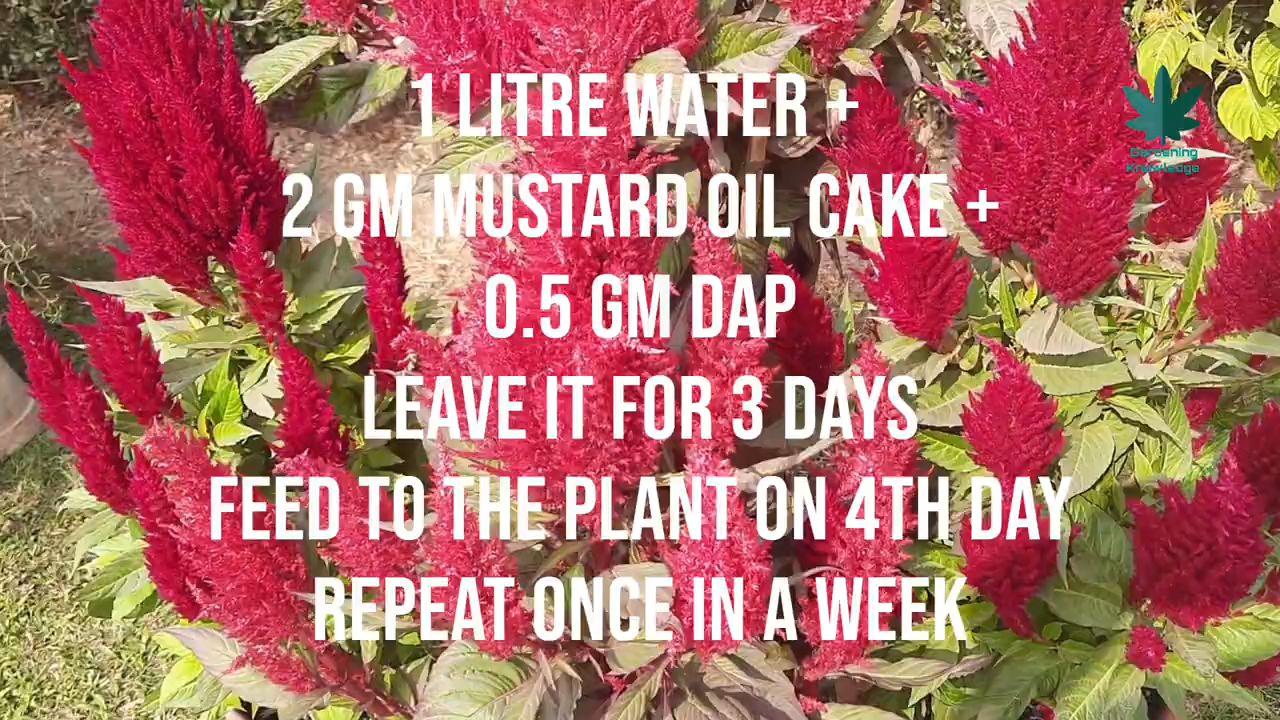 1 LITRE WATER +
2 GM MUSTARD OIL CAKE +
0.5 GM DAP
LEAVE IT FOR 3 DAYS
FEED TO THE PLANT ON 4TH DAY
REPEAT ONCE IN A WEEK
Gardening
Knowledge